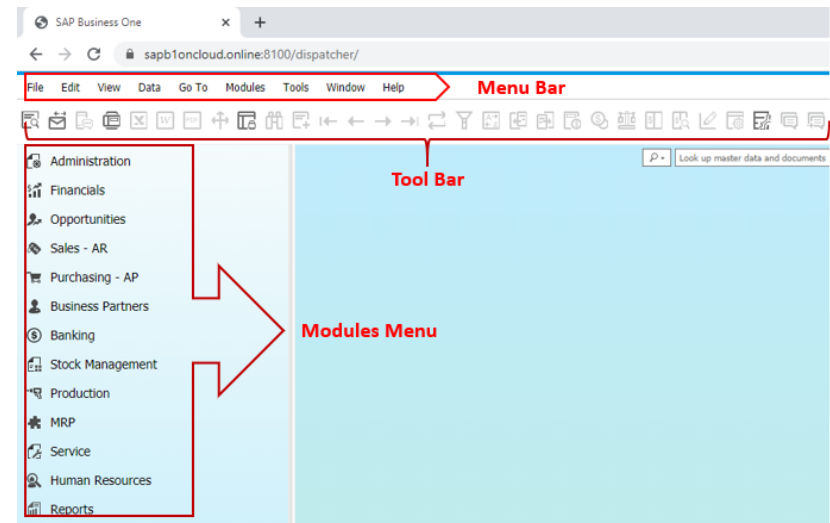 SAP Business One
sapb1oncloud.online:8100/dispatcher/
File Edit View Data Go To Modules Tools Window Help
Menu Bar
Tool Bar
Look up master data and documents
Administration
Financials
Opportunities
Sales - AR
Purchasing - AP
Business Partners
Banking
Stock Management
Production
MRP
Service
Human Resources
Reports
Modules Menu